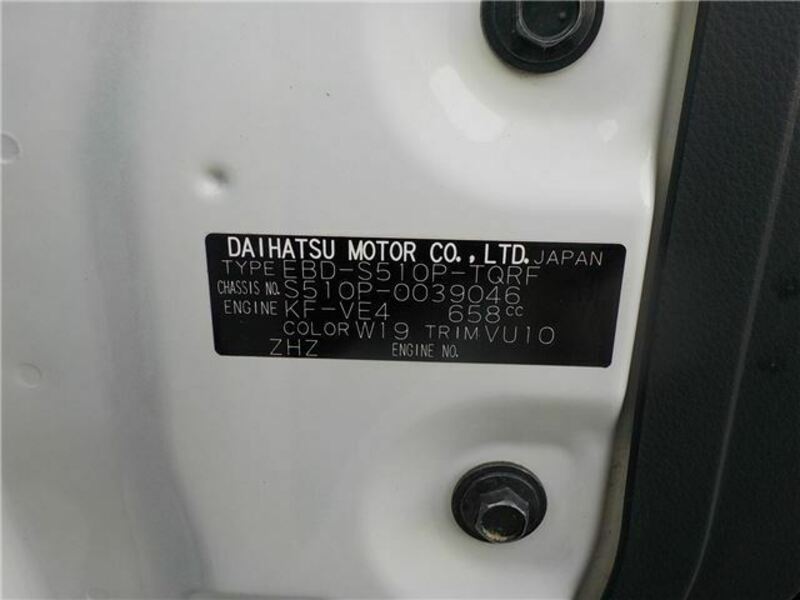 DAIHATSU MOTOR CO.,LTD. JAPAN
TYPE EBD-S510P-TQRF
CHASSIS NO. S510P-0039046
ENGINE KF-VE4 658cc
COLOR W19 TRIM VU10
ZHZ ENGINE NO.